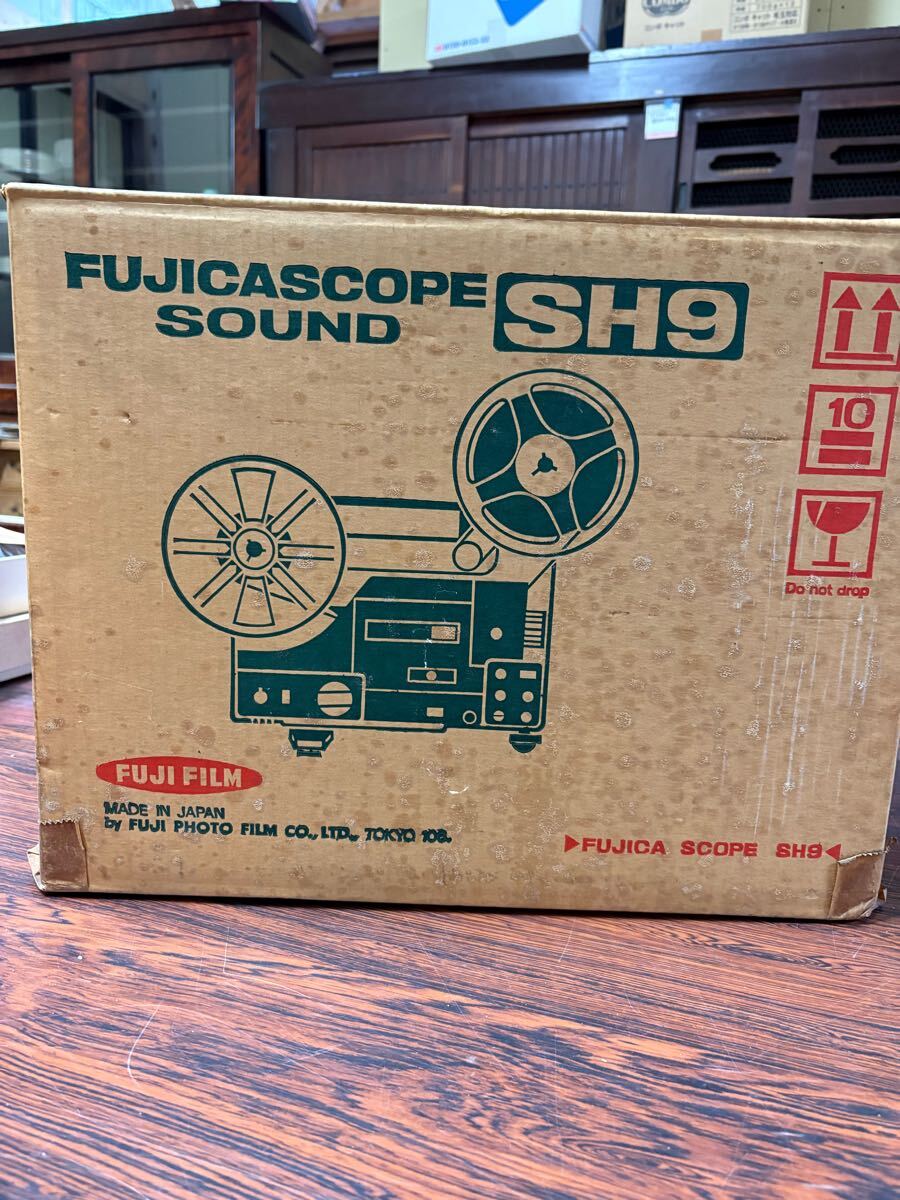 FUJICASCOPE
SOUND
SH9
10
Do not drop
FUJI FILM
MADE IN JAPAN
by FUJI PHOTO FILM CO., LTD., TOKYO 108.
FUJICA SCOPE SH9